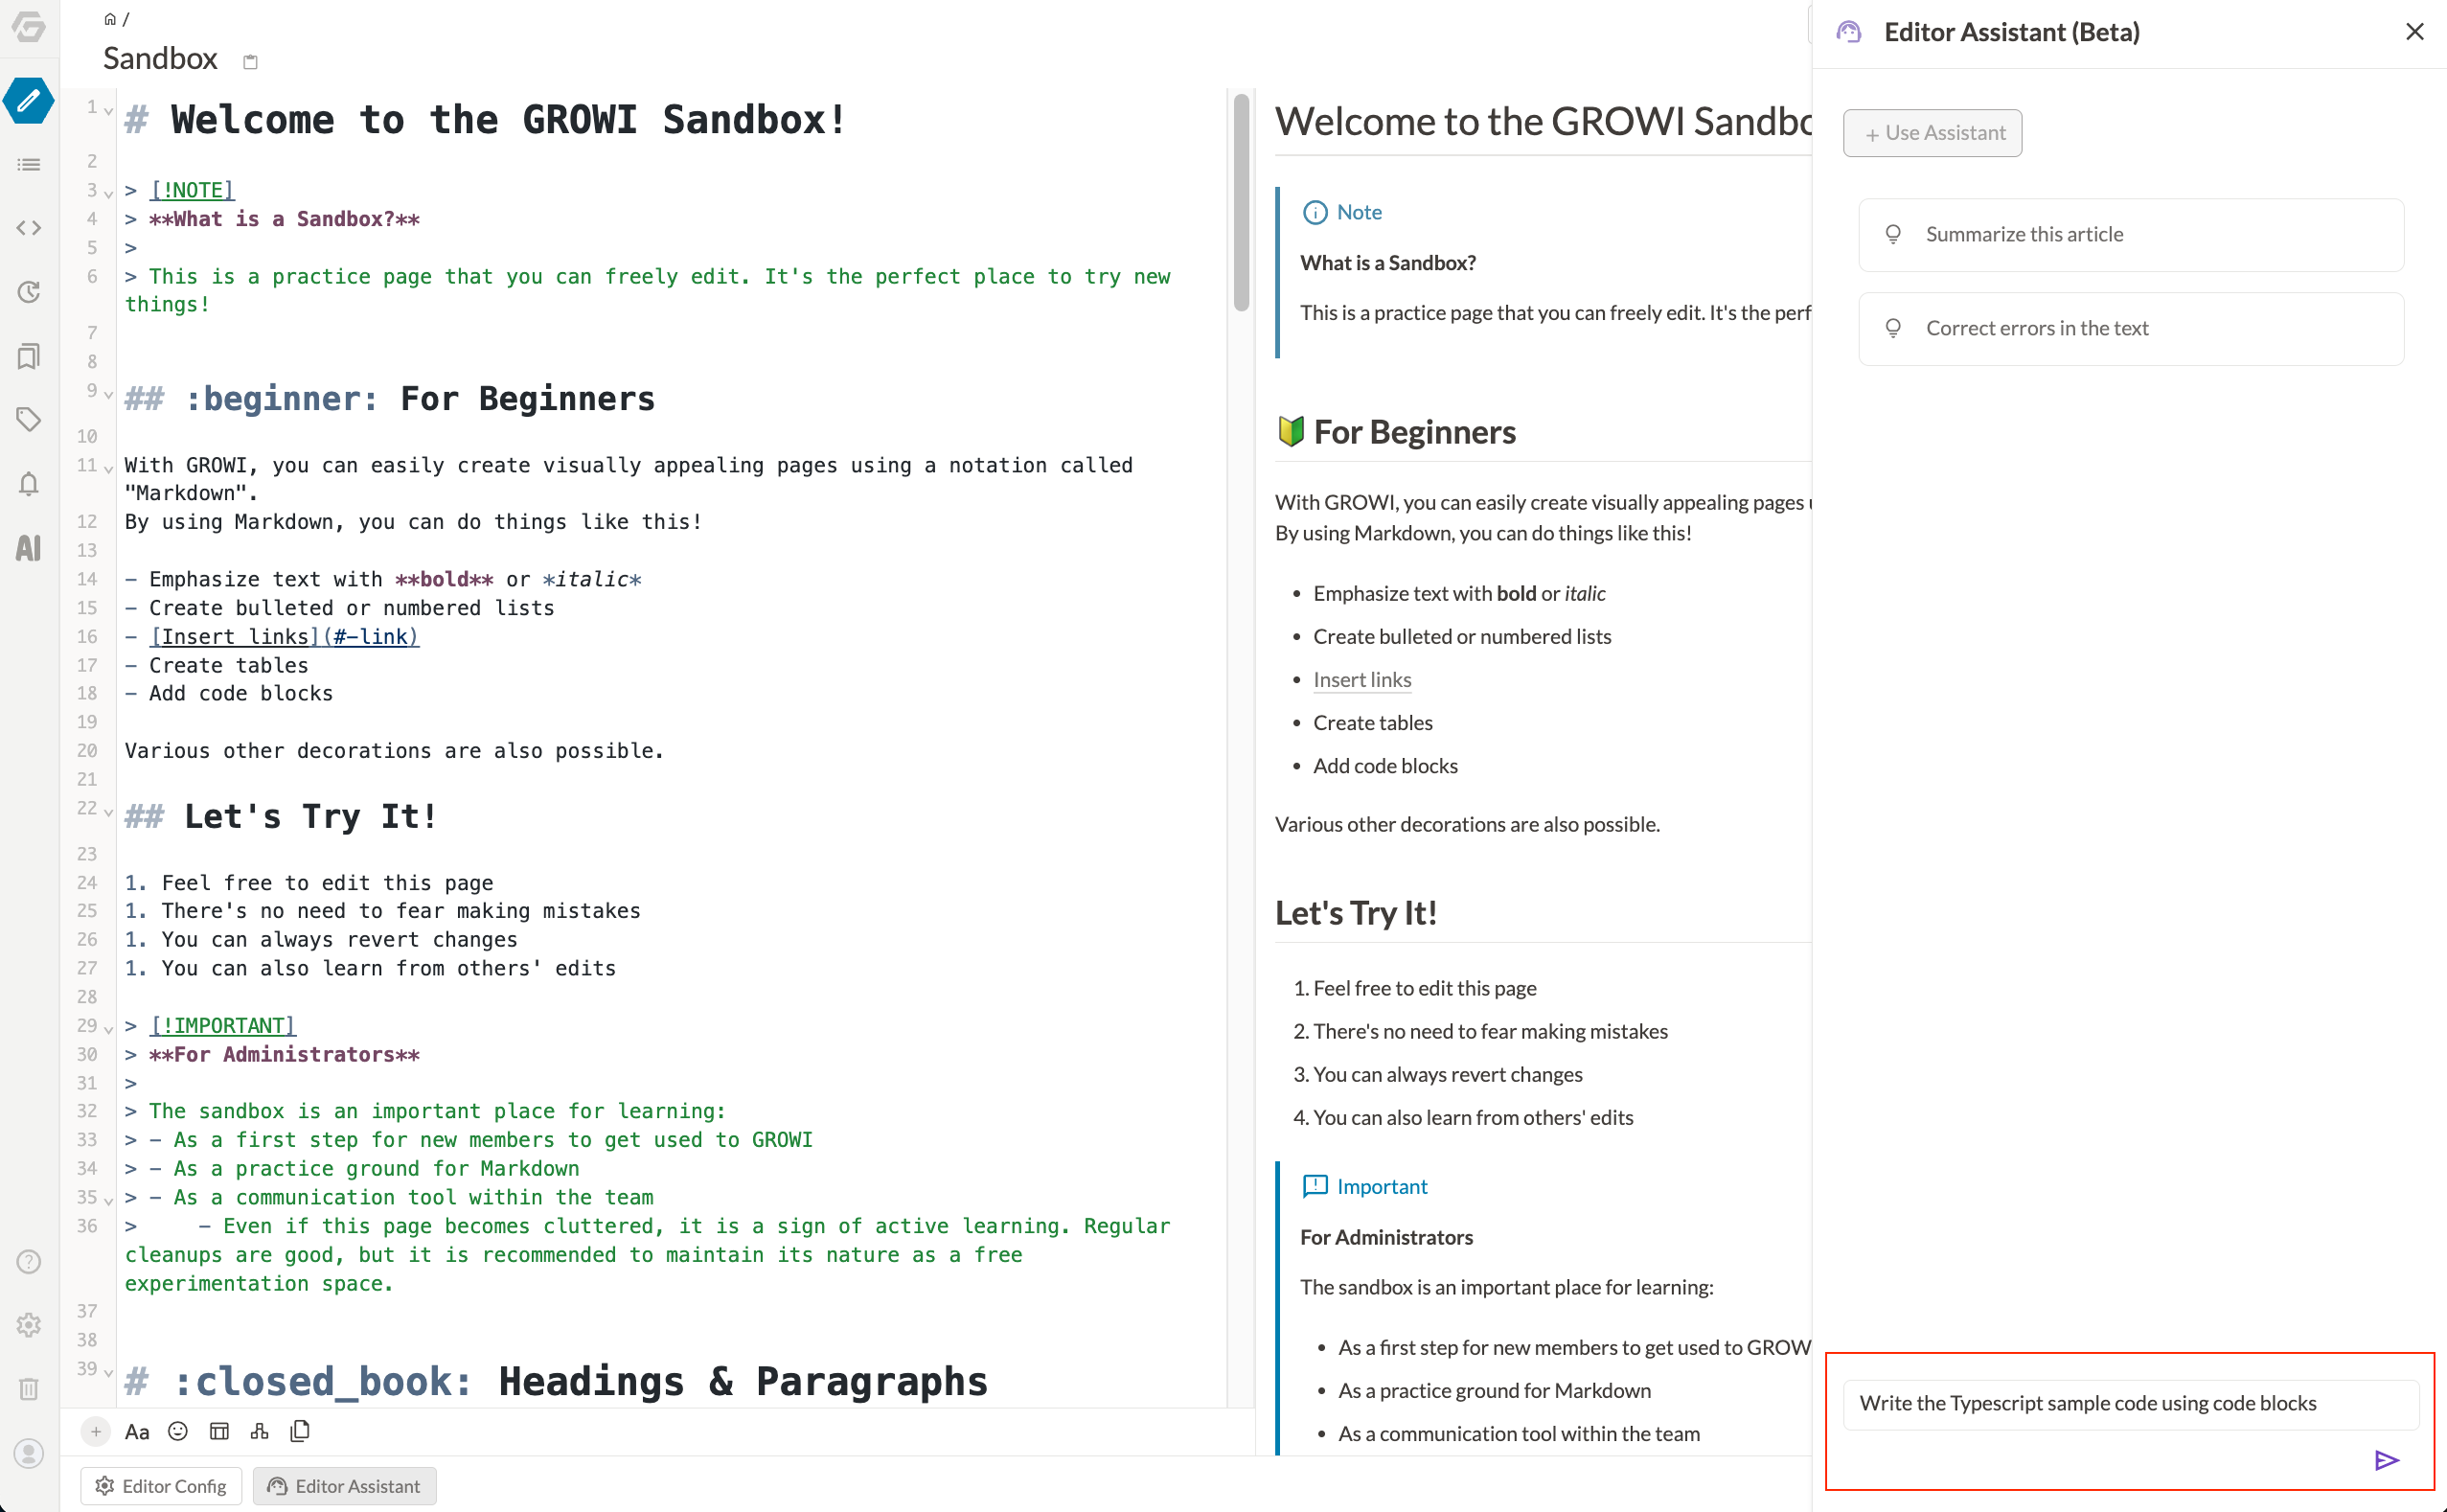 /
Sandbox
1 # Welcome to the GROWI Sandbox!
2
3 > [!NOTE]
4 > **What is a Sandbox?**
5 >
6 > This is a practice page that you can freely edit. It's the perfect place to try new
things!
7
8
9 ## :beginner: For Beginners
10
11 With GROWI, you can easily create visually appealing pages using a notation called
"Markdown".
12 By using Markdown, you can do things like this!
13
14 - Emphasize text with **bold** or *italic*
15 - Create bulleted or numbered lists
16 - [Insert links](#-link)
17 - Create tables
18 - Add code blocks
19
20 Various other decorations are also possible.
21
22 ## Let's Try It!
23
24 1. Feel free to edit this page
25 1. There's no need to fear making mistakes
26 1. You can always revert changes
27 1. You can also learn from others' edits
28
29 > [!IMPORTANT]
30 > **For Administrators**
31 >
32 > The sandbox is an important place for learning:
33 > - As a first step for new members to get used to GROWI
34 > - As a practice ground for Markdown
35 > - As a communication tool within the team
36 >     - Even if this page becomes cluttered, it is a sign of active learning. Regular
cleanups are good, but it is recommended to maintain its nature as a free
experimentation space.
37
38
39 # :closed_book: Headings & Paragraphs
AI
Aa
Editor Config
Editor Assistant
Welcome to the GROWI Sandbo
Note
What is a Sandbox?
This is a practice page that you can freely edit. It's the perf
For Beginners
With GROWI, you can easily create visually appealing pages
By using Markdown, you can do things like this!
• Emphasize text with bold or italic
• Create bulleted or numbered lists
• Insert links
• Create tables
• Add code blocks
Various other decorations are also possible.
Let's Try It!
1. Feel free to edit this page
2. There's no need to fear making mistakes
3. You can always revert changes
4. You can also learn from others' edits
Important
For Administrators
The sandbox is an important place for learning:
• As a first step for new members to get used to GROW
• As a practice ground for Markdown
• As a communication tool within the team
Editor Assistant (Beta)
+ Use Assistant
Summarize this article
Correct errors in the text
Write the Typescript sample code using code blocks